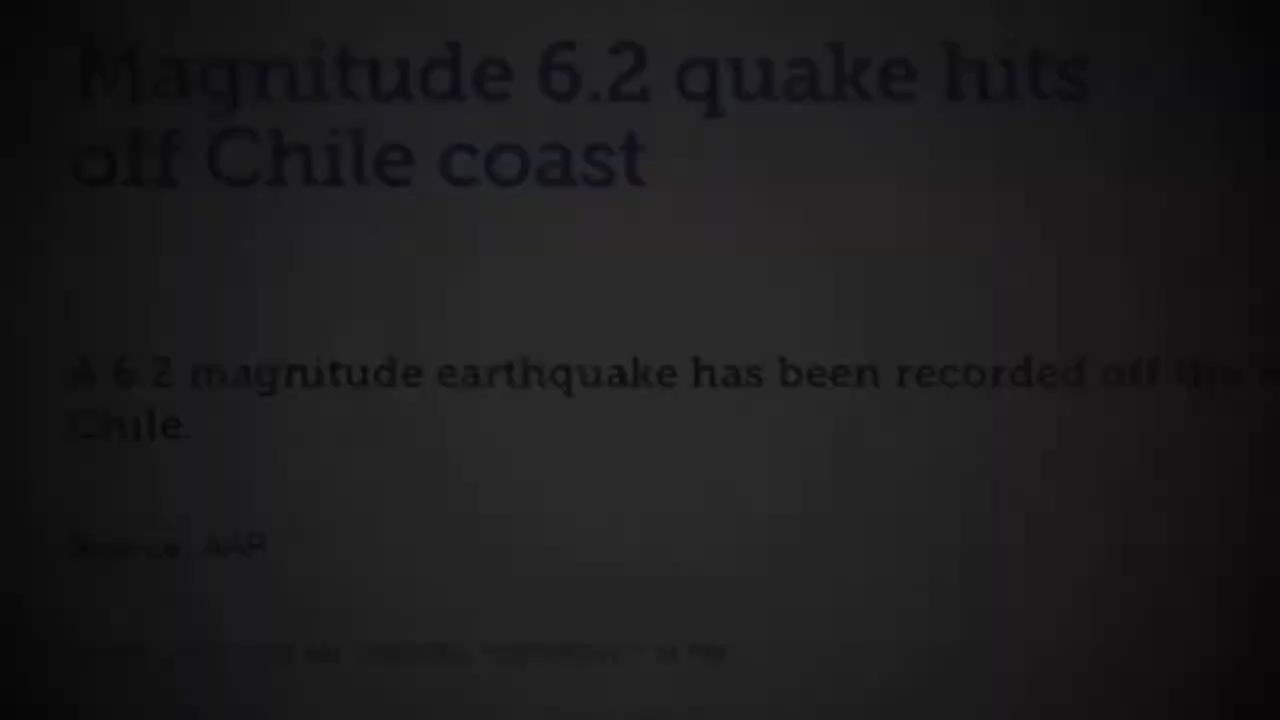 Magnitude 6.2 quake hits
off Chile coast
A 6.2 magnitude earthquake has been recorded off the
Chile.
Source: AAP